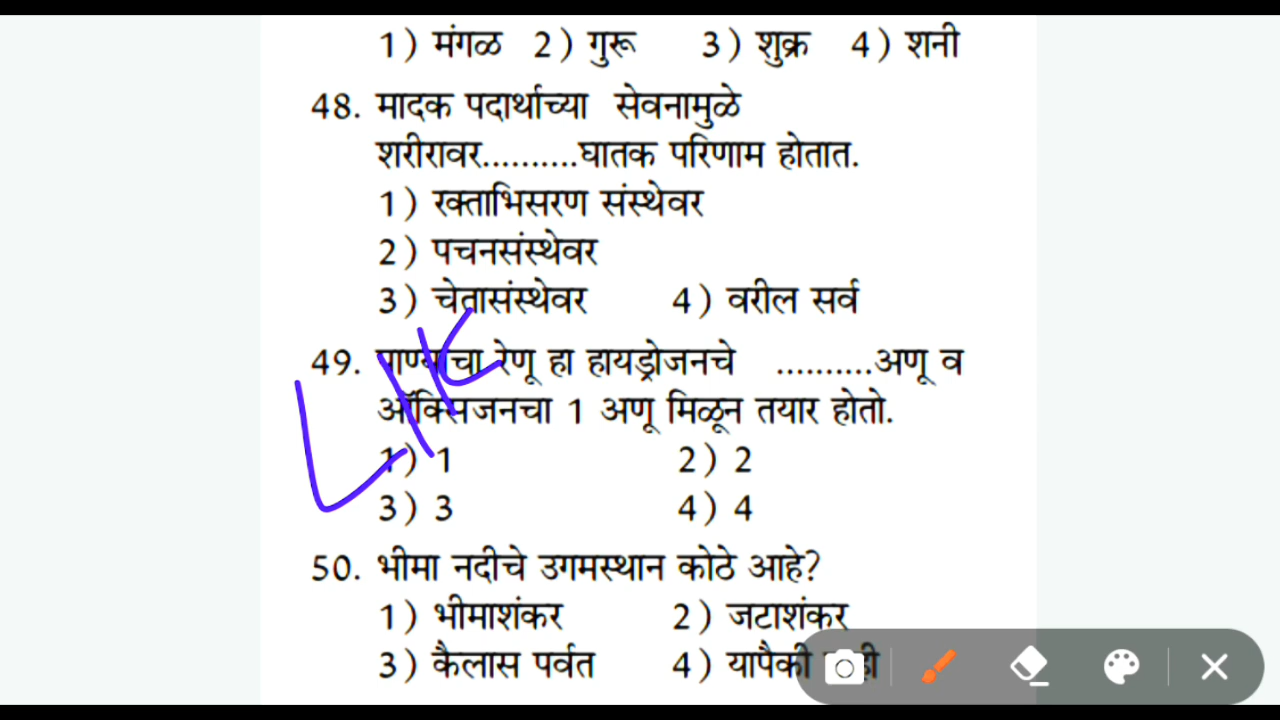 1) मंगळ 2) गुरू 3) शुक्र 4) शनी
48. मादक पदार्थाच्या सेवनामुळे
शरीरावर..........घातक परिणाम होतात.
1) रक्ताभिसरण संस्थेवर
2) पचनसंस्थेवर
3) चेतासंस्थेवर 4) वरील सर्व
49. पाण्याचा रेणू हा हायड्रोजनचे ..........अणू व
ऑक्सिजनचा 1 अणू मिळून तयार होतो.
1) 1 2) 2
3) 3 4) 4
50. भीमा नदीचे उगमस्थान कोठे आहे?
1) भीमाशंकर 2) जटाशंकर
3) कैलास पर्वत 4) यापैकी